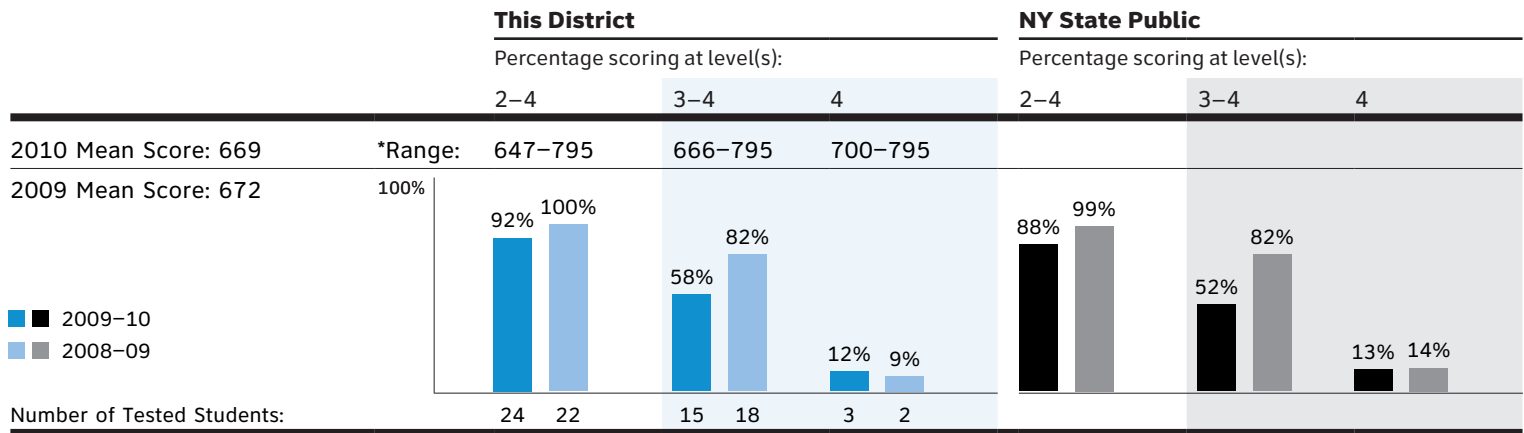 This District NY State Public
Percentage scoring at level(s): Percentage scoring at level(s):
2–4 3–4 4 2–4 3–4 4
2010 Mean Score: 669 *Range: 647–795 666–795 700–795
2009 Mean Score: 672 100%
92% 100% 58% 82% 12% 9% 88% 99% 52% 82% 13% 14%
2009–10
2008–09
Number of Tested Students: 24 22 15 18 3 2